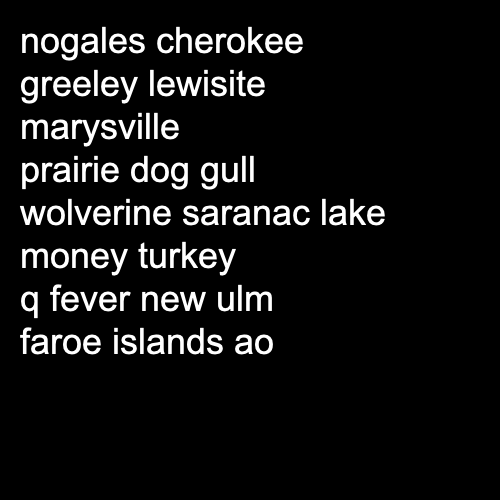 nogales cherokee
greeley lewisite
marysville
prairie dog gull
wolverine saranac lake
money turkey
q fever new ulm
faroe islands ao